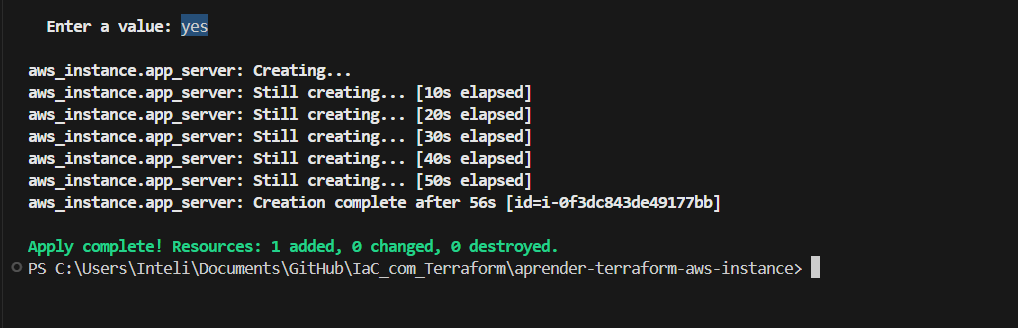 Enter a value: yes
aws_instance.app_server: Creating...
aws_instance.app_server: Still creating... [10s elapsed]
aws_instance.app_server: Still creating... [20s elapsed]
aws_instance.app_server: Still creating... [30s elapsed]
aws_instance.app_server: Still creating... [40s elapsed]
aws_instance.app_server: Still creating... [50s elapsed]
aws_instance.app_server: Creation complete after 56s [id=i-0f3dc843de49177bb]
Apply complete! Resources: 1 added, 0 changed, 0 destroyed.
PS C:\Users\Inteli\Documents\GitHub\IaC_com_Terraform\aprender-terraform-aws-instance>